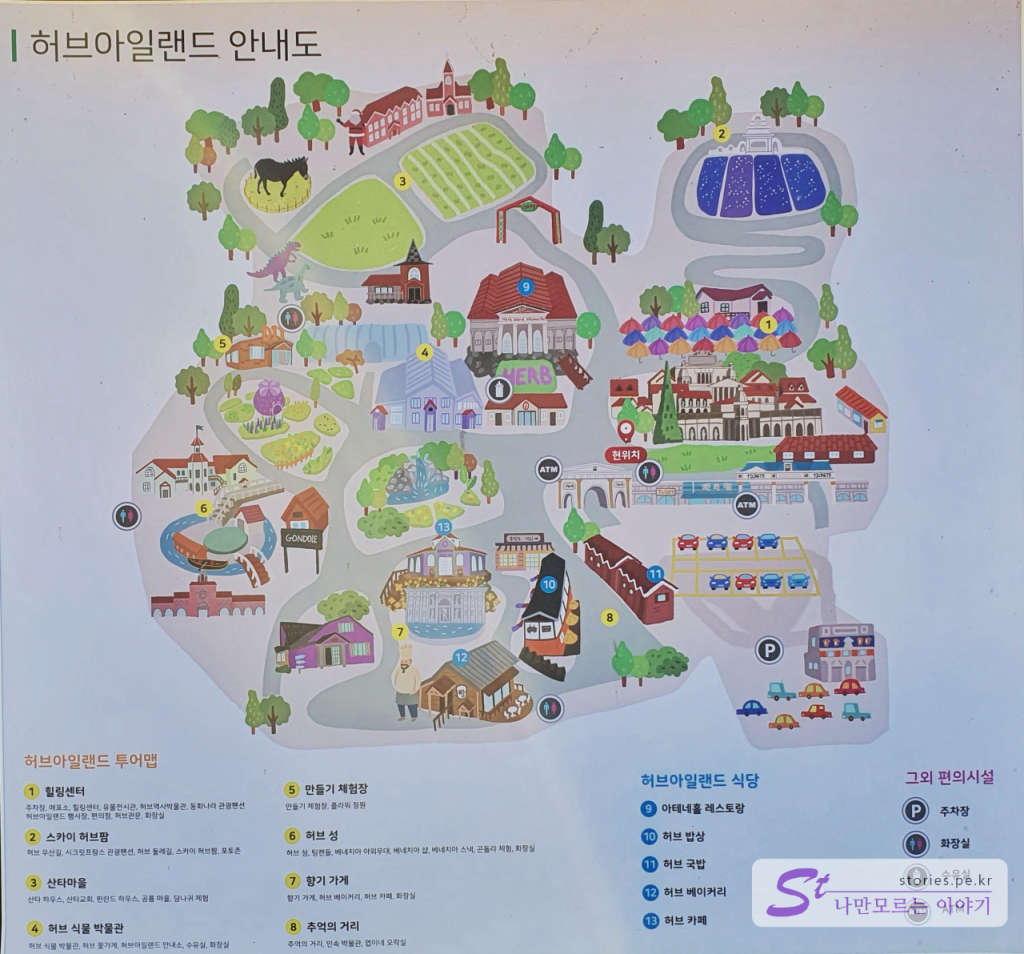 허브아일랜드 안내도
2
3
9
1
5
4
HERB
현위치
ATM
ATM
6
GONDOLE
13
10
11
7
8
12
P
허브아일랜드 투어맵
1 힐링센터
주차장, 매표소, 힐링센터, 유물전시관, 허브역사박물관, 동화나라 관광펜션
허브아일랜드 행사장, 편의점, 허브관문, 화장실
2 스카이 허브팜
허브 우산길, 시크릿프랑스 관광펜션, 허브 둘레길, 스카이 허브팜, 포토존
3 산타마을
산타 하우스, 산타교회, 핀란드 하우스, 공룡 마을, 당나귀 체험
4 허브 식물 박물관
허브 식물 박물관, 허브 꽃가게, 허브아일랜드 안내소, 수유실, 화장실
5 만들기 체험장
만들기 체험장, 플라워 정원
6 허브 성
허브 성, 팅켄들, 베네치아 야외무대, 베네치아 샵, 베네치아 스낵, 곤돌라 체험, 화장실
7 향기 가게
향기 가게, 허브 베이커리, 허브 카페, 화장실
8 추억의 거리
추억의 거리, 민속 박물관, 엽이네 오락실
허브아일랜드 식당
9 아테네홀 레스토랑
10 허브 밥상
11 허브 국밥
12 허브 베이커리
13 허브 카페
그외 편의시설
P 주차장
화장실
수유실
ATM
St
stories.pe.kr
나만모르는 이야기